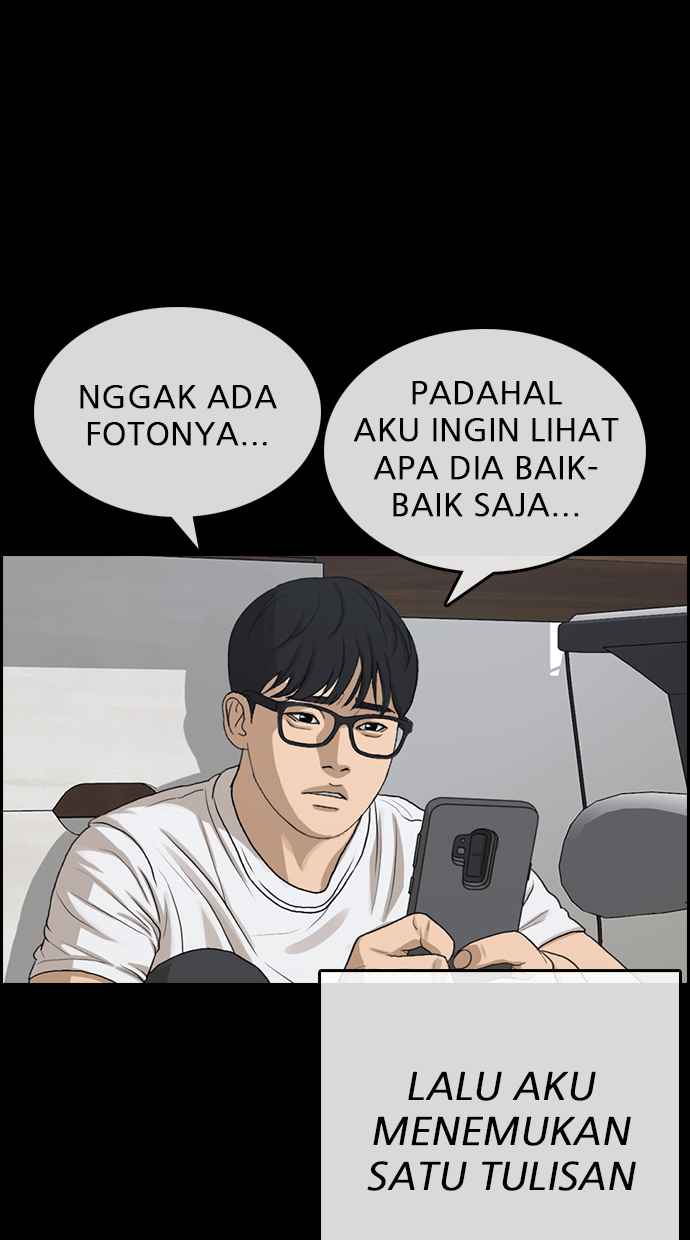 NGGAK ADA
FOTONYA...
PADAHAL
AKU INGIN LIHAT
APA DIA BAIK-
BAIK SAJA...
LALU AKU
MENEMUKAN
SATU TULISAN